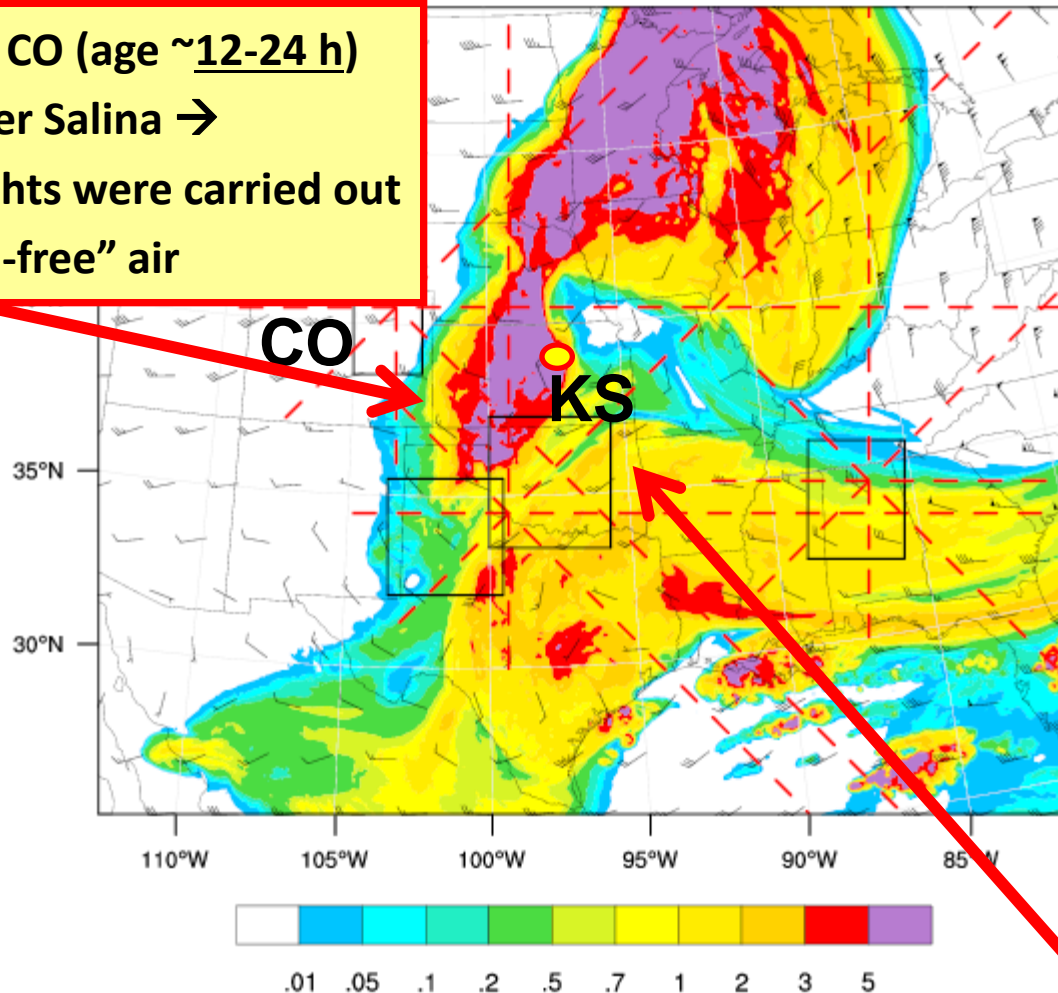 CO (age ~12-24 h)
er Salina →
hts were carried out
-free” air
CO
KS
35°N
30°N
110°W
105°W
100°W
95°W
90°W
85°W
.01 .05 .1 .2 .5 .7 1 2 3 5